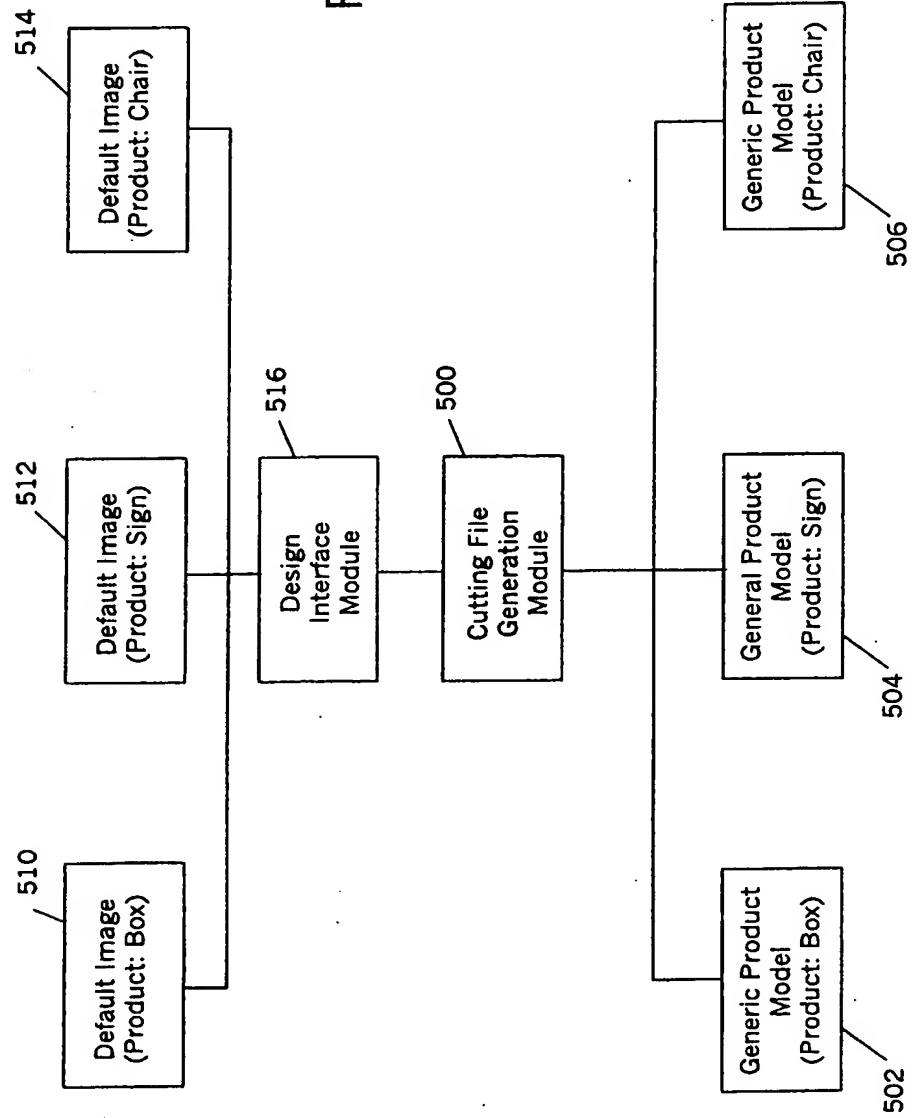 510
Default Image
(Product: Box)
512
Default Image
(Product: Sign)
514
Default Image
(Product: Chair)
516
Design
Interface
Module
500
Cutting File
Generation
Module
Generic Product
Model
(Product: Box)
502
General Product
Model
(Product: Sign)
504
Generic Product
Model
(Product: Chair)
506